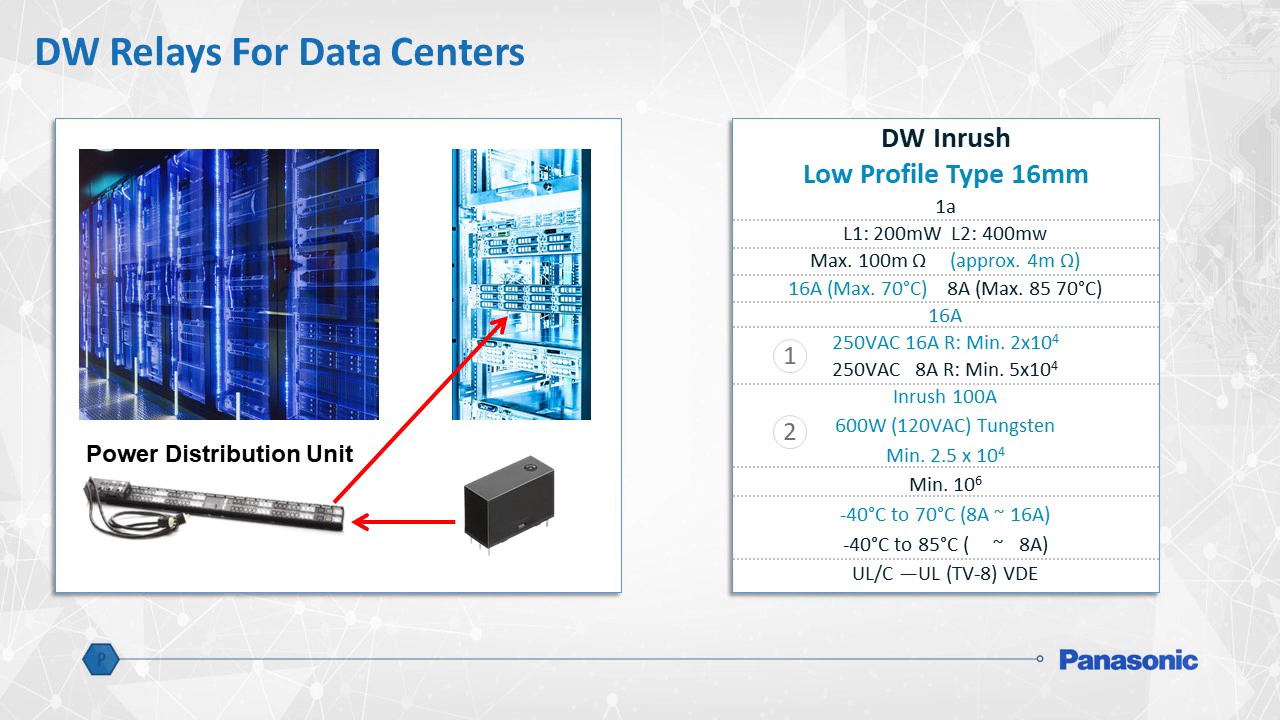 DW Relays For Data Centers
Power Distribution Unit
DW Inrush
Low Profile Type 16mm
1a
L1: 200mW L2: 400mw
Max. 100m Ω (approx. 4m Ω)
16A (Max. 70°C) 8A (Max. 85 70°C)
16A
1
250VAC 16A R: Min. 2x10⁴
250VAC 8A R: Min. 5x10⁴
Inrush 100A
2
600W (120VAC) Tungsten
Min. 2.5 x 10⁴
Min. 10⁶
-40°C to 70°C (8A ~ 16A)
-40°C to 85°C ( ~ 8A)
UL/C —UL (TV-8) VDE
P
Panasonic